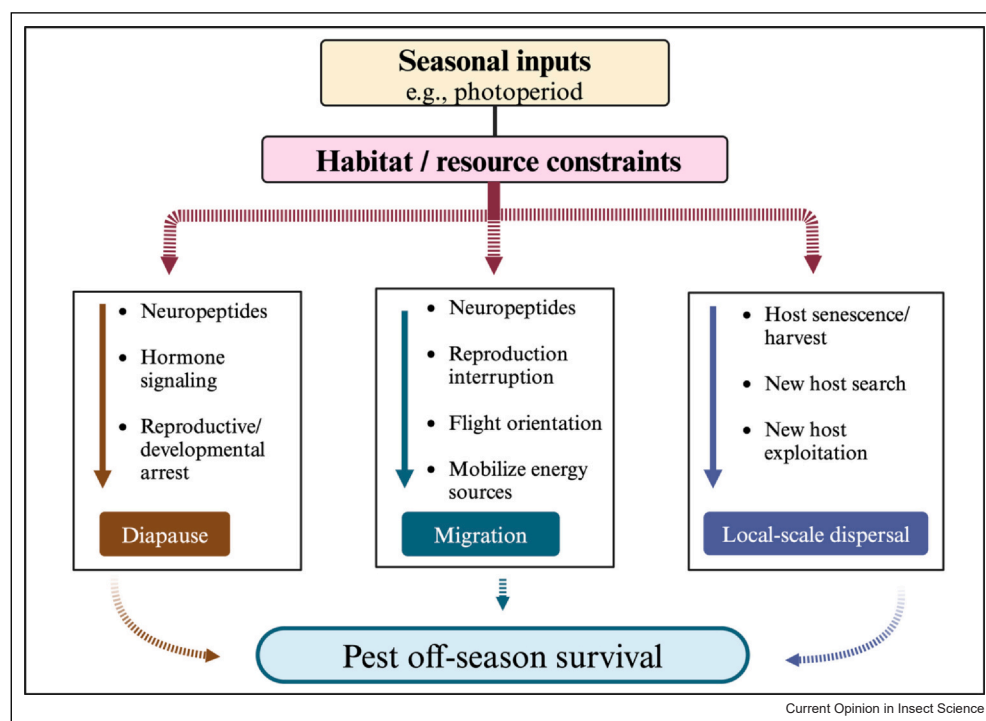 Seasonal inputs
e.g., photoperiod
Habitat / resource constraints
• Neuropeptides
• Hormone
signaling
• Reproductive/
developmental
arrest
Diapause
• Neuropeptides
• Reproduction
interruption
• Flight orientation
• Mobilize energy
sources
Migration
• Host senescence/
harvest
• New host search
• New host
exploitation
Local-scale dispersal
Pest off-season survival
Current Opinion in Insect Science